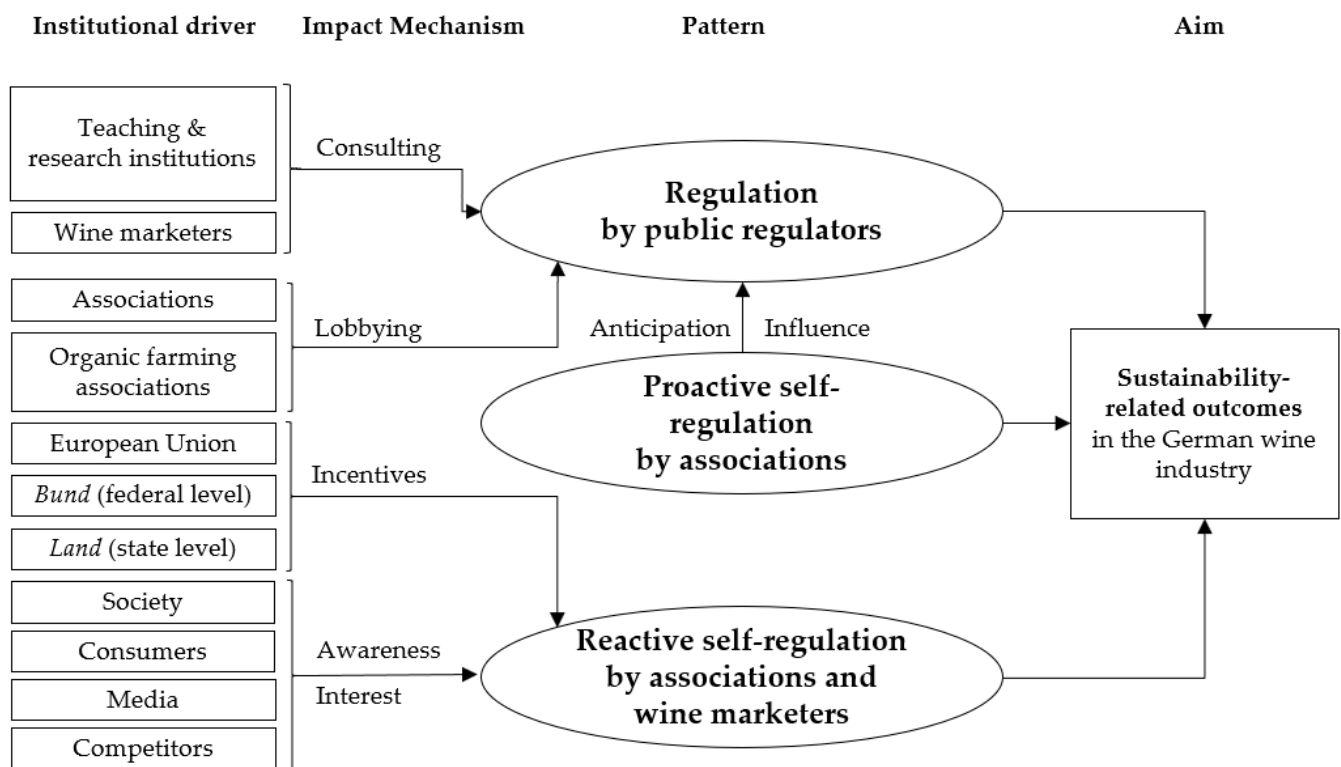 Institutional driver
Impact Mechanism
Pattern
Aim
Teaching &
research institutions
Wine marketers
Associations
Organic farming
associations
European Union
Bund (federal level)
Land (state level)
Society
Consumers
Media
Competitors
Consulting
Lobbying
Incentives
Awareness
Interest
Regulation
by public regulators
Anticipation
Influence
Proactive self-
regulation
by associations
Reactive self-regulation
by associations and
wine marketers
Sustainability-
related outcomes
in the German wine
industry